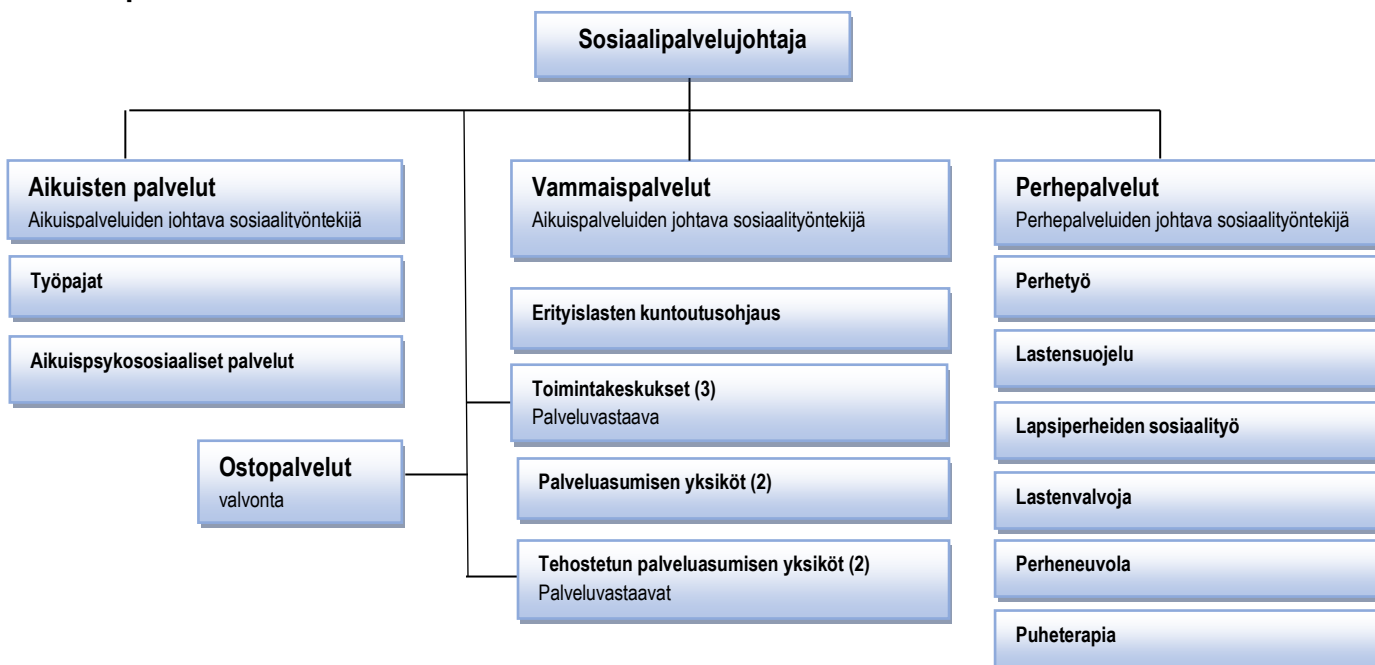 Sosiaalipalvelujohtaja
Aikuisten palvelut
Aikuispalveluiden johtava sosiaalityöntekijä
Työpajat
Aikuispsykososiaaliset palvelut
Ostopalvelut
valvonta
Vammaispalvelut
Aikuispalveluiden johtava sosiaalityöntekijä
Erityislasten kuntoutusohjaus
Toimintakeskukset (3)
Palveluvastaava
Palveluasumisen yksiköt (2)
Tehostetun palveluasumisen yksiköt (2)
Palveluvastaavat
Perhepalvelut
Perhepalveluiden johtava sosiaalityöntekijä
Perhetyö
Lastensuojelu
Lapsiperheiden sosiaalityö
Lastenvalvoja
Perheneuvola
Puheterapia